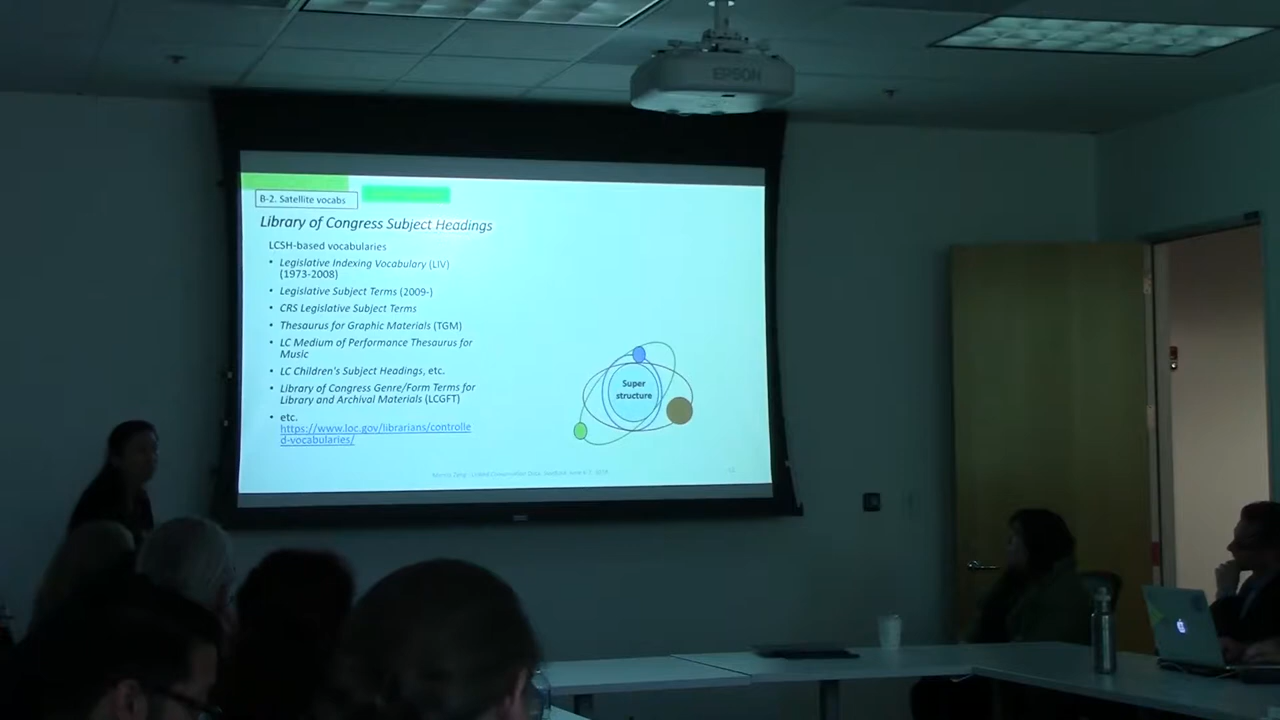 EPSON
B-2. Satellite vocabs
Library of Congress Subject Headings
LCSH-based vocabularies
• Legislative Indexing Vocabulary (LIV)
(1973-2008)
• Legislative Subject Terms (2009-)
• CRS Legislative Subject Terms
• Thesaurus for Graphic Materials (TGM)
• LC Medium of Performance Thesaurus for
Music
• LC Children's Subject Headings, etc.
• Library of Congress Genre/Form Terms for
Library and Archival Materials (LCGFT)
• etc.
https://www.loc.gov/librarians/controlle
d-vocabularies/
Super
structure